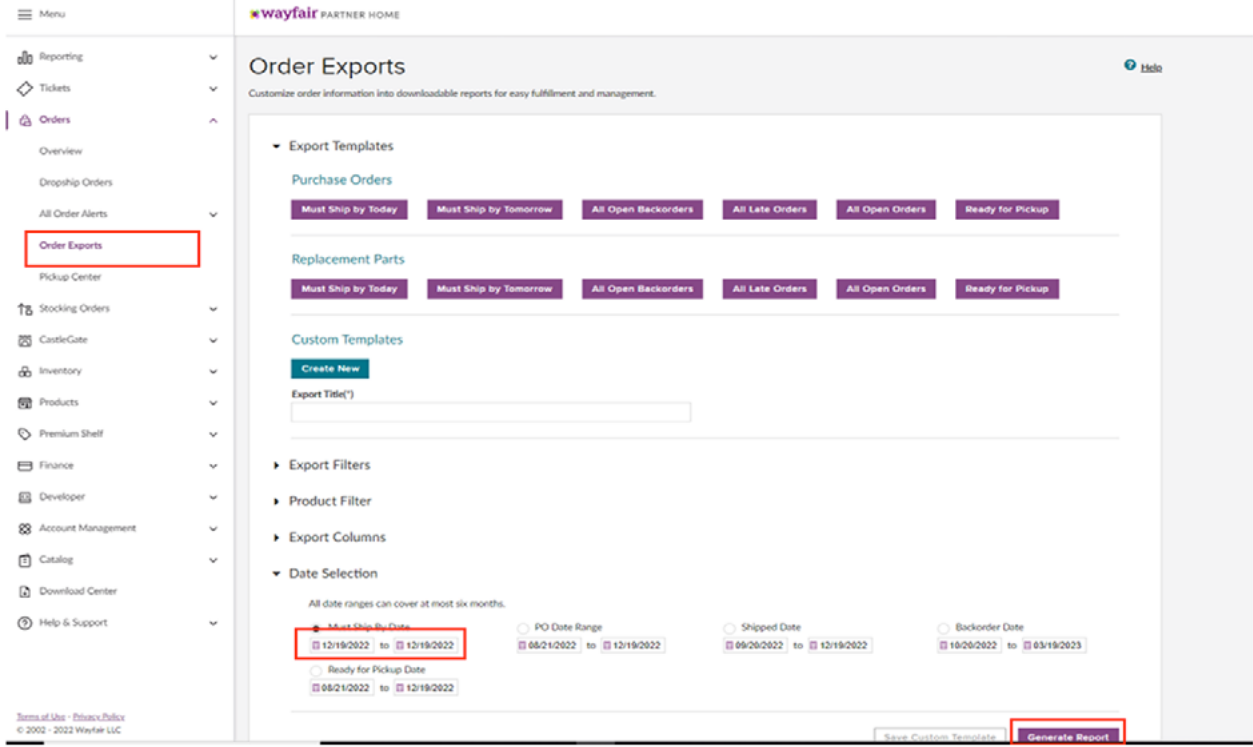 Menu
wayfair PARTNER HOME
Reporting
Tickets
Orders
Overview
Dropship Orders
All Order Alerts
Order Exports
Pickup Center
Stocking Orders
CastleGate
Inventory
Products
Premium Shelf
Finance
Developer
Account Management
Catalog
Download Center
Help & Support
Terms of Use - Privacy Policy
© 2002 - 2022 Wayfair LLC
Order Exports
Help
Customize order information into downloadable reports for easy fulfillment and management.
Export Templates
Purchase Orders
Must Ship by Today Must Ship by Tomorrow All Open Backorders All Late Orders All Open Orders Ready for Pickup
Replacement Parts
Must Ship by Today Must Ship by Tomorrow All Open Backorders All Late Orders All Open Orders Ready for Pickup
Custom Templates
Create New
Export Title(*)
Export Filters
Product Filter
Export Columns
Date Selection
All date ranges can cover at most six months.
Must Ship By Date PO Date Range Shipped Date Backorder Date
12/19/2022 to 12/19/2022 08/21/2022 to 12/19/2022 09/20/2022 to 12/19/2022 10/20/2022 to 03/19/2023
Ready for Pickup Date
08/21/2022 to 12/19/2022
Save Custom Template Generate Report